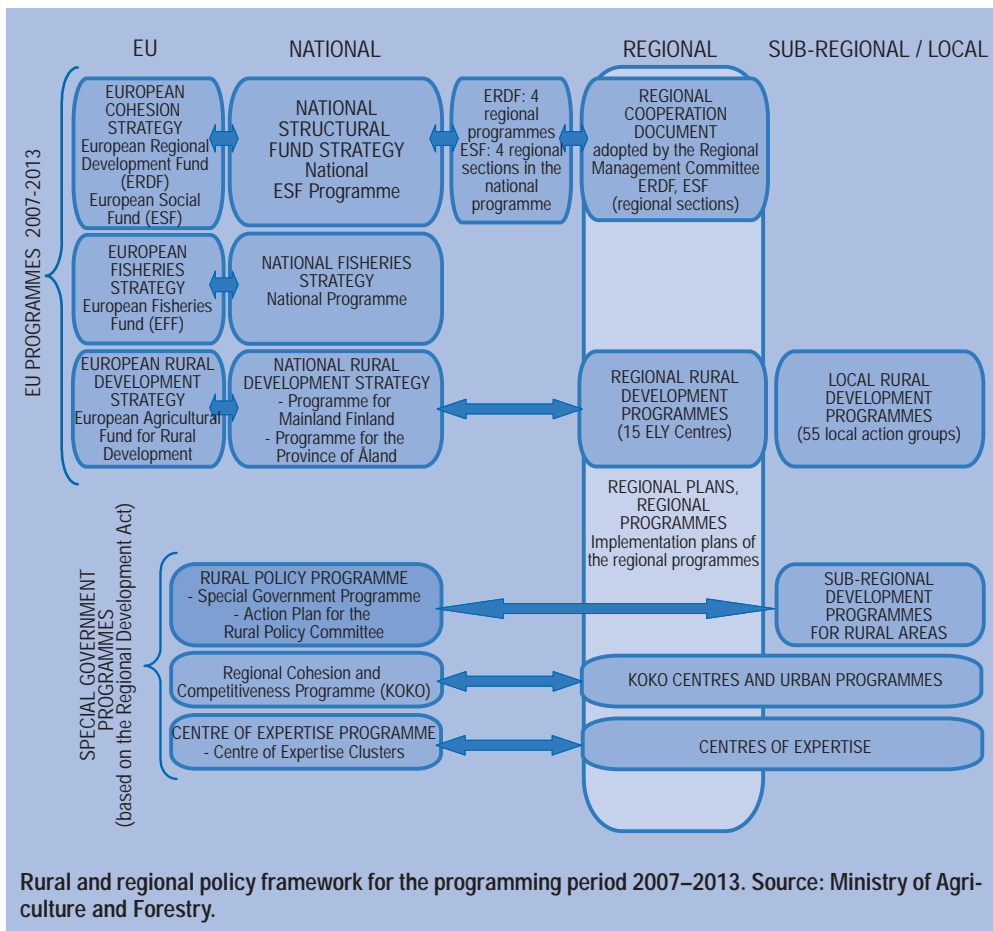 EU
NATIONAL
REGIONAL
SUB-REGIONAL / LOCAL
EU PROGRAMMES 2007-2013
EUROPEAN
COHESION
STRATEGY
European Regional
Development Fund
(ERDF)
European Social
Fund (ESF)
NATIONAL
STRUCTURAL
FUND STRATEGY
National
ESF Programme
ERDF: 4
regional
programmes
ESF: 4 regional
sections in the
national
programme
REGIONAL
COOPERATION
DOCUMENT
adopted by the Regional
Management Committee
ERDF, ESF
(regional sections)
EUROPEAN
FISHERIES
STRATEGY
European Fisheries
Fund (EFF)
NATIONAL FISHERIES
STRATEGY
National Programme
EUROPEAN RURAL
DEVELOPMENT
STRATEGY
European Agricultural
Fund for Rural
Development
NATIONAL RURAL
DEVELOPMENT STRATEGY
- Programme for
Mainland Finland
- Programme for the
Province of Åland
REGIONAL RURAL
DEVELOPMENT
PROGRAMMES
(15 ELY Centres)
LOCAL RURAL
DEVELOPMENT
PROGRAMMES
(55 local action groups)
REGIONAL PLANS,
REGIONAL
PROGRAMMES
Implementation plans of
the regional programmes
SPECIAL GOVERNMENT
PROGRAMMES
(based on the Regional Development Act)
RURAL POLICY PROGRAMME
- Special Government Programme
- Action Plan for the
Rural Policy Committee
SUB-REGIONAL
DEVELOPMENT
PROGRAMMES
FOR RURAL AREAS
Regional Cohesion and
Competitiveness Programme (KOKO)
KOKO CENTRES AND URBAN PROGRAMMES
CENTRE OF EXPERTISE PROGRAMME
- Centre of Expertise Clusters
CENTRES OF EXPERTISE
Rural and regional policy framework for the programming period 2007–2013. Source: Ministry of Agri-
culture and Forestry.